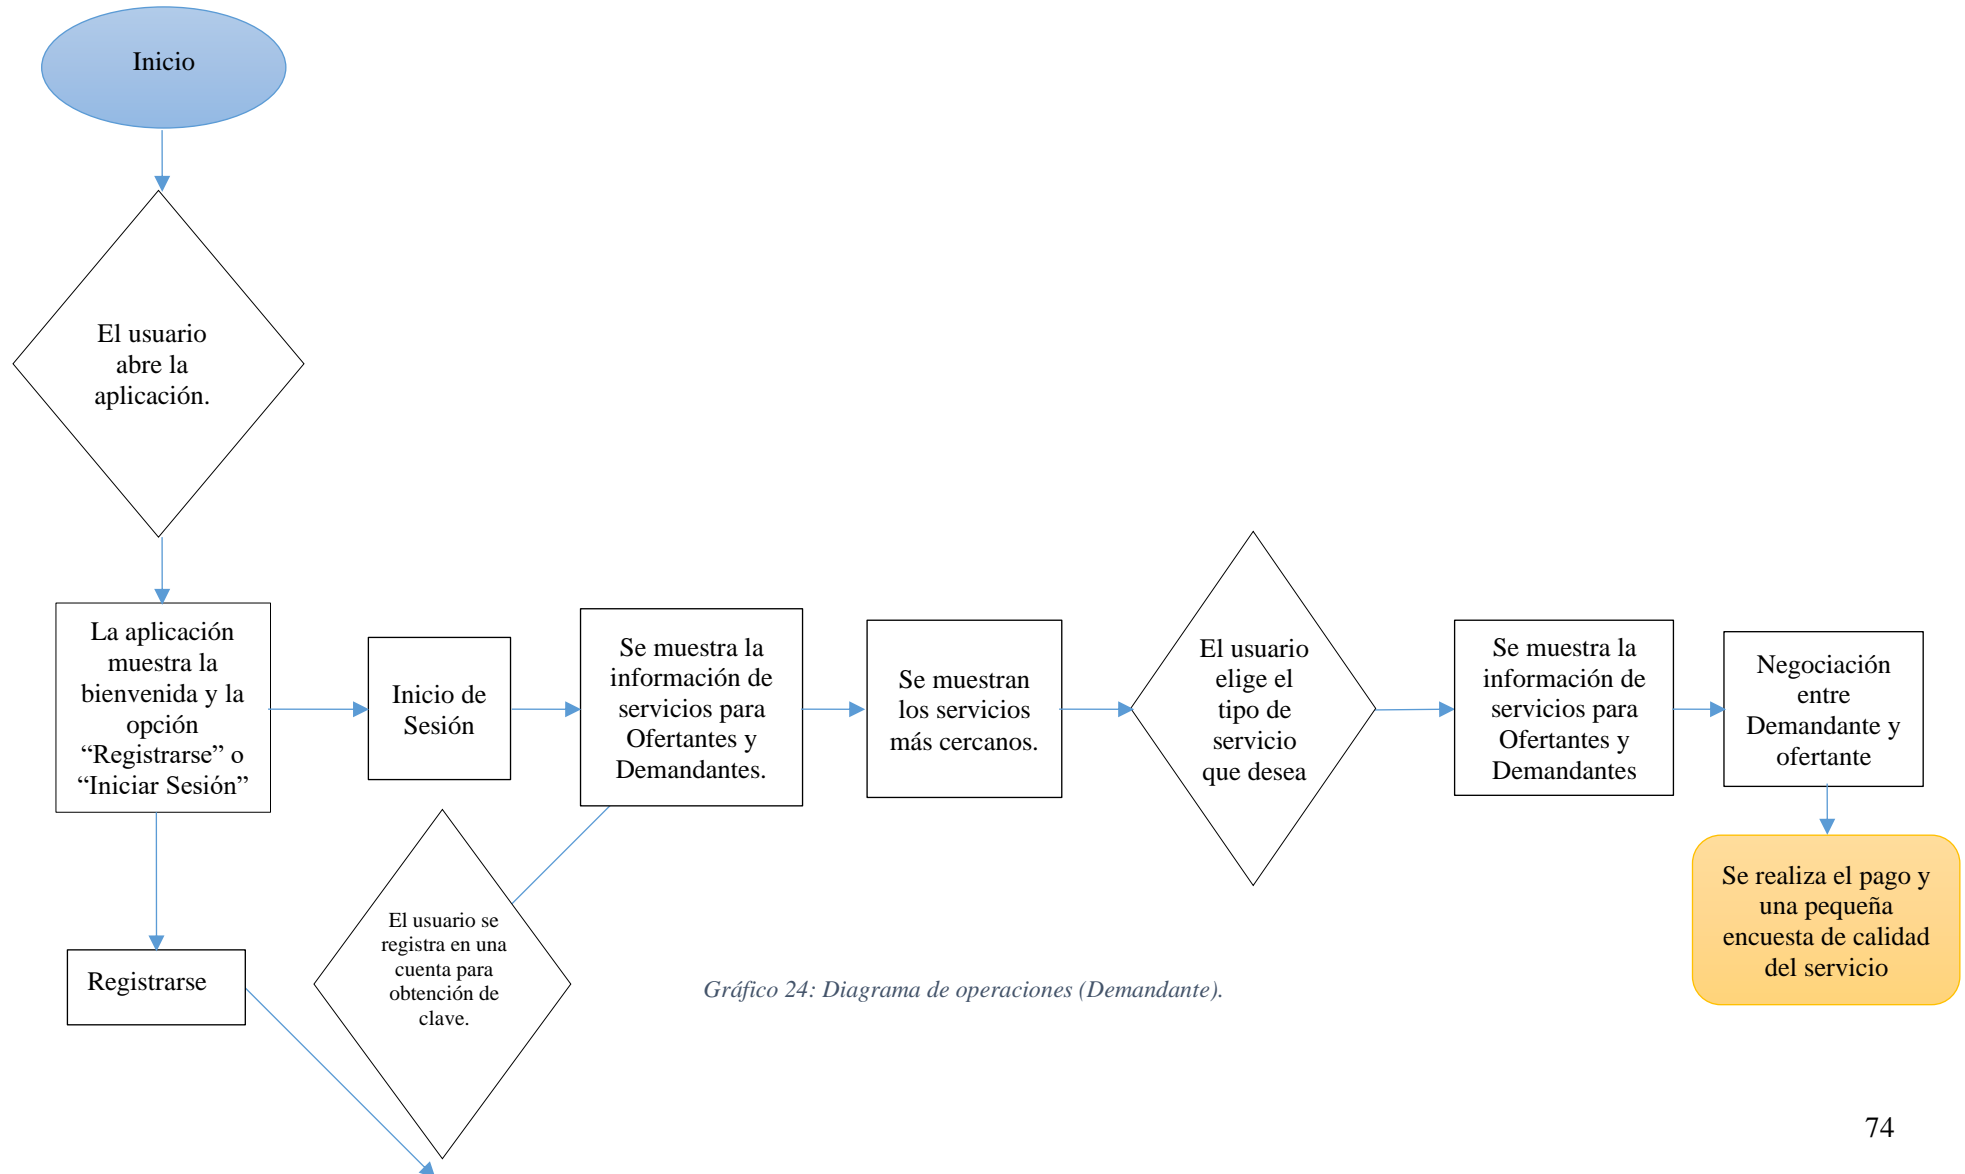 Inicio
El usuario
abre la
aplicación.
La aplicación
muestra la
bienvenida y la
opción
“Registrarse” o
“Iniciar Sesión”
Inicio de
Sesión
Se muestra la
información de
servicios para
Ofertantes y
Demandantes.
Se muestran
los servicios
más cercanos.
El usuario
elige el
tipo de
servicio
que desea
Se muestra la
información de
servicios para
Ofertantes y
Demandantes
Negociación
entre
Demandante y
ofertante
Se realiza el pago y
una pequeña
encuesta de calidad
del servicio
Registrarse
El usuario se
registra en una
cuenta para
obtención de
clave.
Gráfico 24: Diagrama de operaciones (Demandante).
74